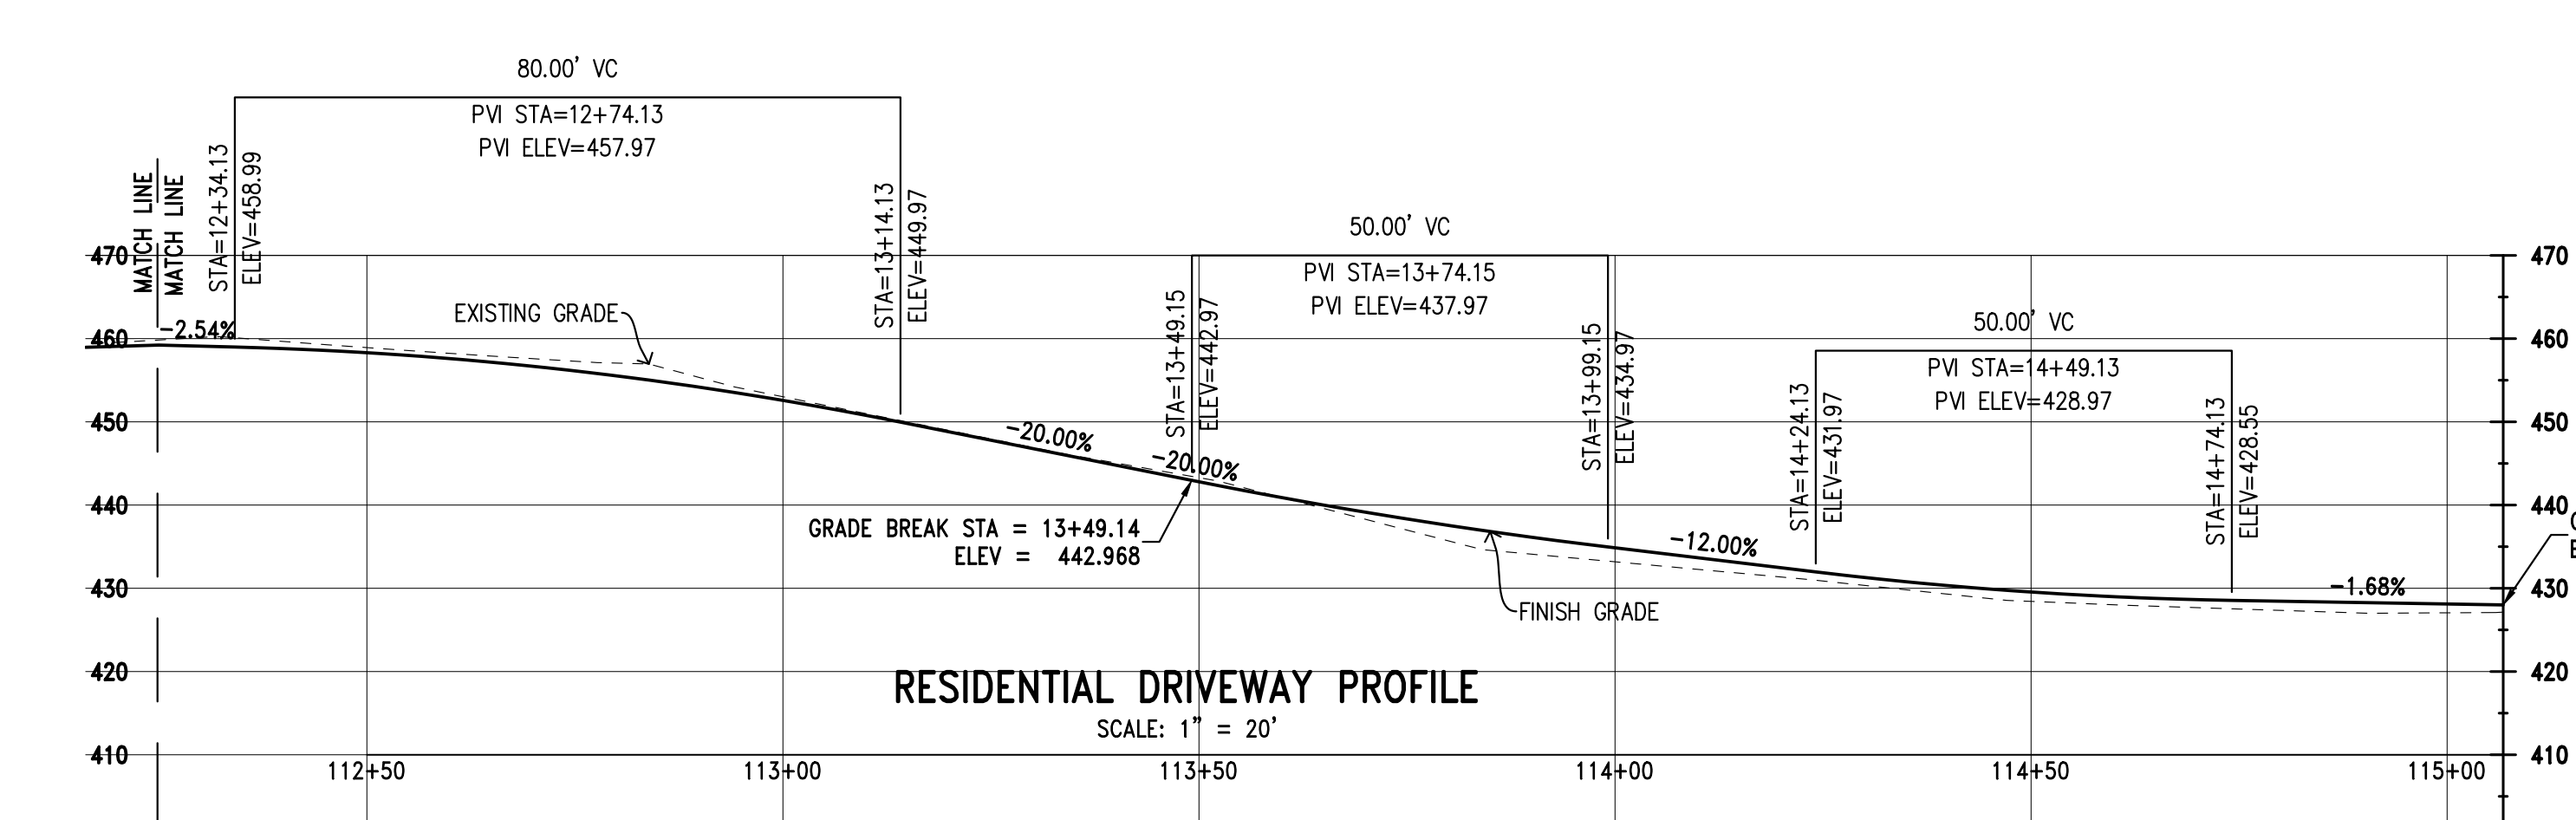 80.00' VC
PVI STA=12+74.13
PVI ELEV=457.97
MATCH LINE
MATCH LINE
STA=12+34.13
ELEV=458.99
STA=13+14.13
ELEV=449.97
50.00' VC
PVI STA=13+74.15
PVI ELEV=437.97
STA=13+49.15
ELEV=442.97
STA=13+99.15
ELEV=434.97
50.00' VC
PVI STA=14+49.13
PVI ELEV=428.97
STA=14+24.13
ELEV=431.97
STA=14+74.13
ELEV=428.55
470
470
EXISTING GRADE
-2.54%
460
460
450
450
-20.00%
-20.00%
440
440
GRADE BREAK STA = 13+49.14
ELEV = 442.968
-12.00%
430
-1.68%
430
FINISH GRADE
420
420
RESIDENTIAL DRIVEWAY PROFILE
SCALE: 1" = 20'
410
410
112+50
113+00
113+50
114+00
114+50
115+00